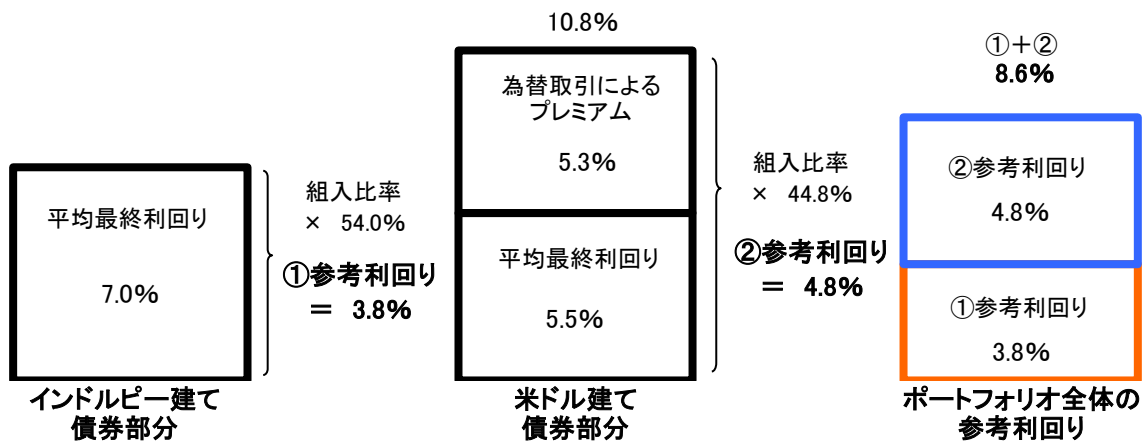 平均最終利回り
7.0%
インドルピー建て
債券部分
組入比率
× 54.0%
①参考利回り
= 3.8%
10.8%
為替取引による
プレミアム
5.3%
平均最終利回り
5.5%
米ドル建て
債券部分
組入比率
× 44.8%
②参考利回り
= 4.8%
①+②
8.6%
②参考利回り
4.8%
①参考利回り
3.8%
ポートフォリオ全体の
参考利回り